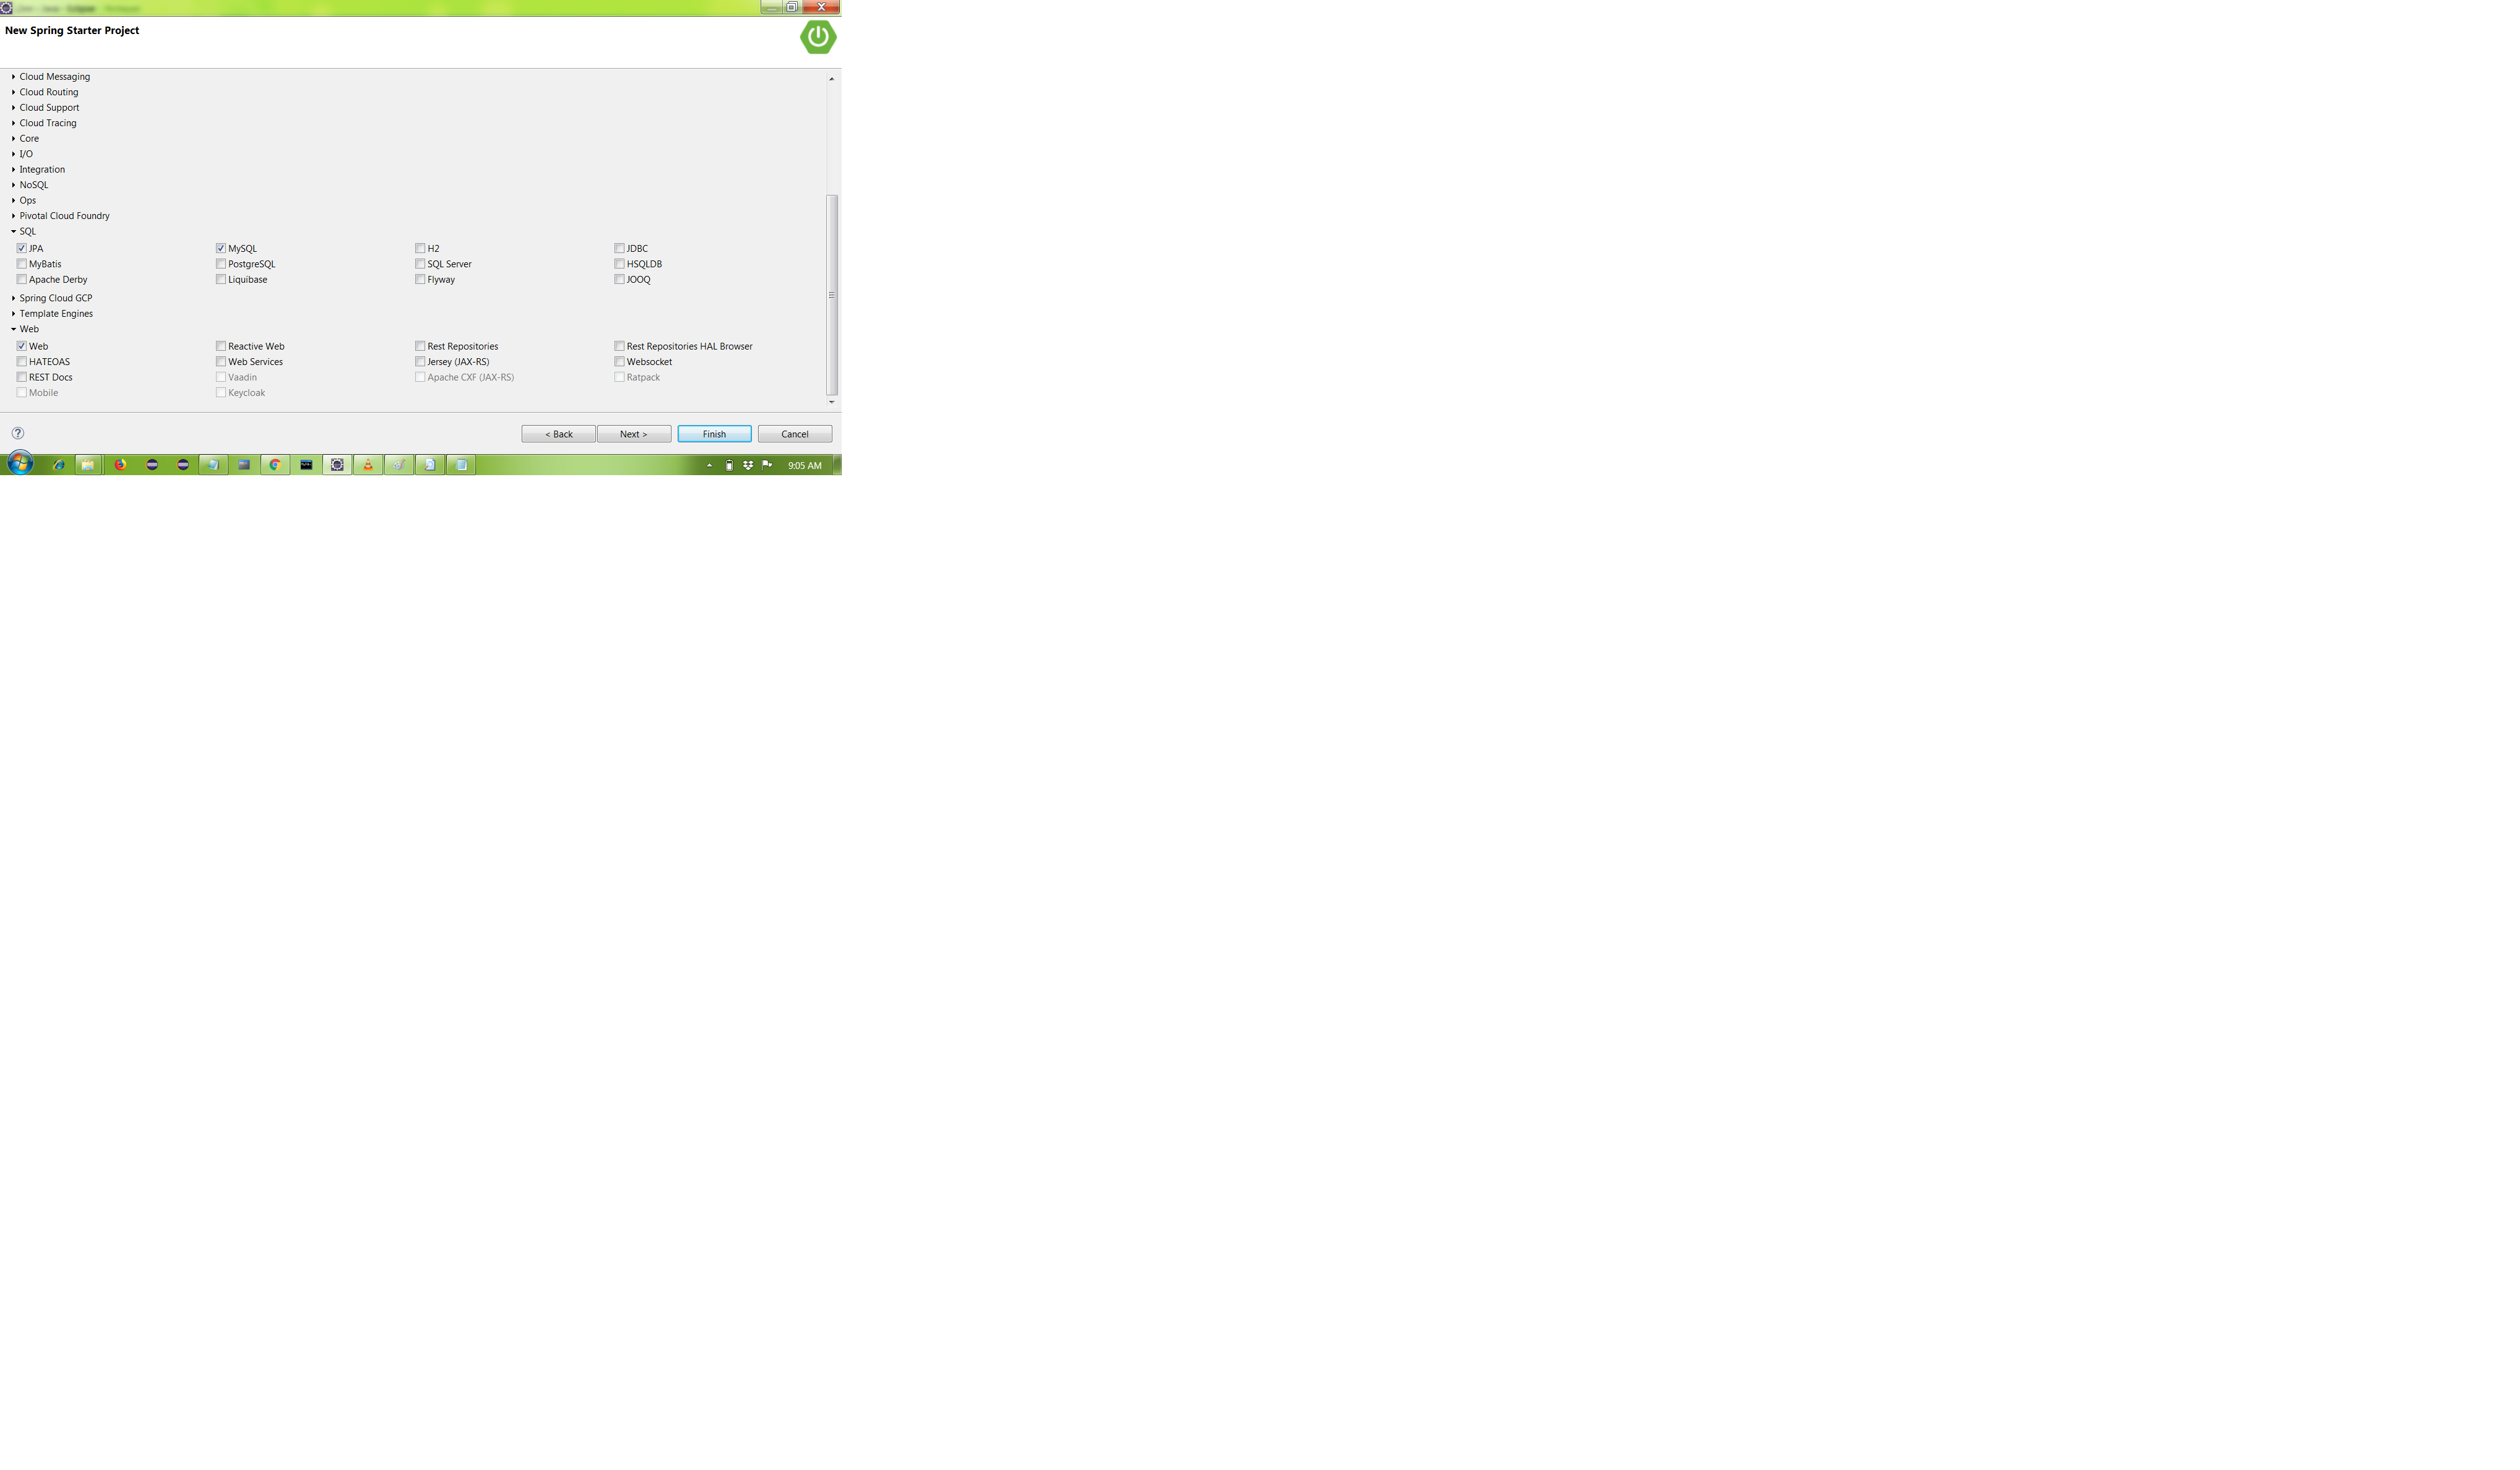 New Spring Starter Project
Cloud Messaging
Cloud Routing
Cloud Support
Cloud Tracing
Core
I/O
Integration
NoSQL
Ops
Pivotal Cloud Foundry
SQL
JPA MySQL H2 JDBC
MyBatis PostgreSQL SQL Server HSQLDB
Apache Derby Liquibase Flyway JOOQ
Spring Cloud GCP
Template Engines
Web
Web Reactive Web Rest Repositories Rest Repositories HAL Browser
HATEOAS Web Services Jersey (JAX-RS) Websocket
REST Docs Vaadin Apache CXF (JAX-RS) Ratpack
Mobile Keycloak
? < Back Next > Finish Cancel
9:05 AM